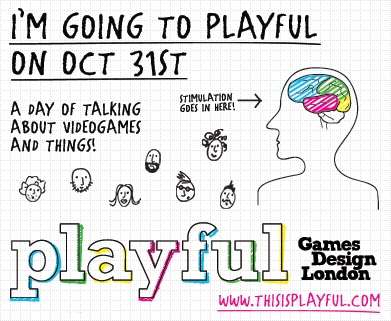 I'M GOING TO PLAYFUL
ON OCT 31ST
STIMULATION
GOES IN HERE!
A DAY OF TALKING
ABOUT VIDEOGAMES
AND THINGS!
playful
Games
Design
London
WWW.THISISPLAYFUL.COM